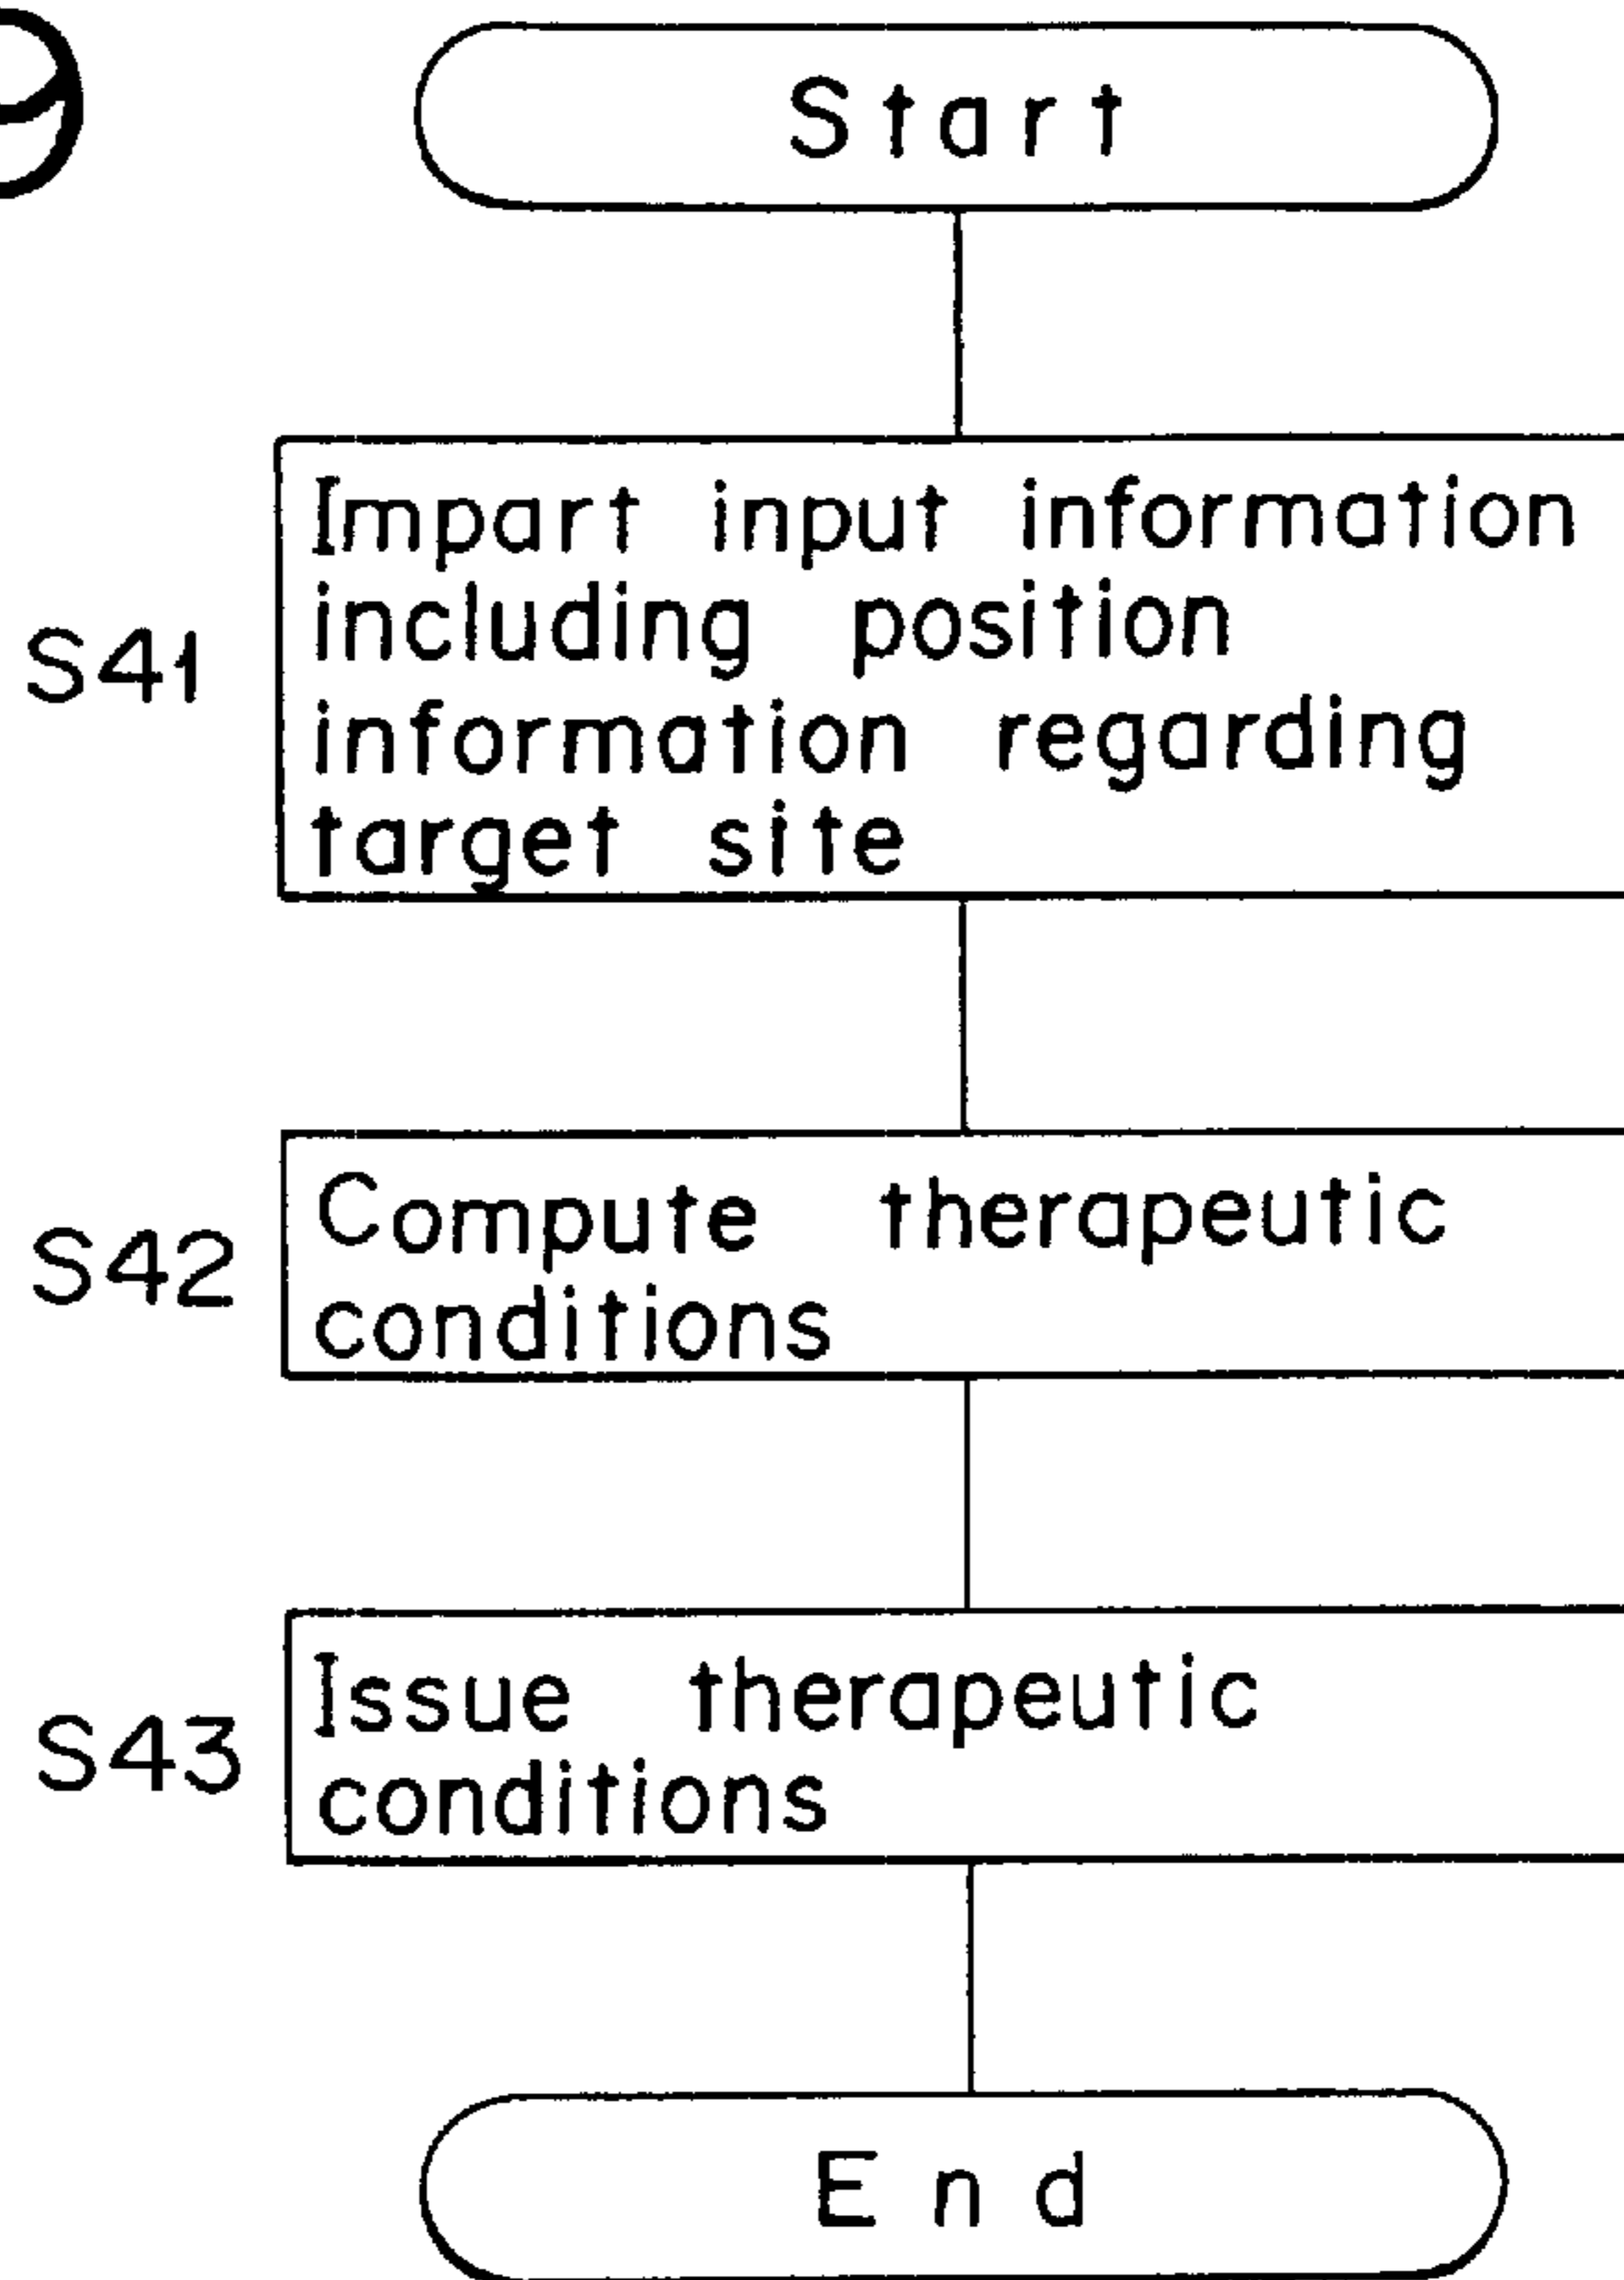 9
Start
S41
Impart input information
including position
information regarding
target site
S42
Compute therapeutic
conditions
S43
Issue therapeutic
conditions
End